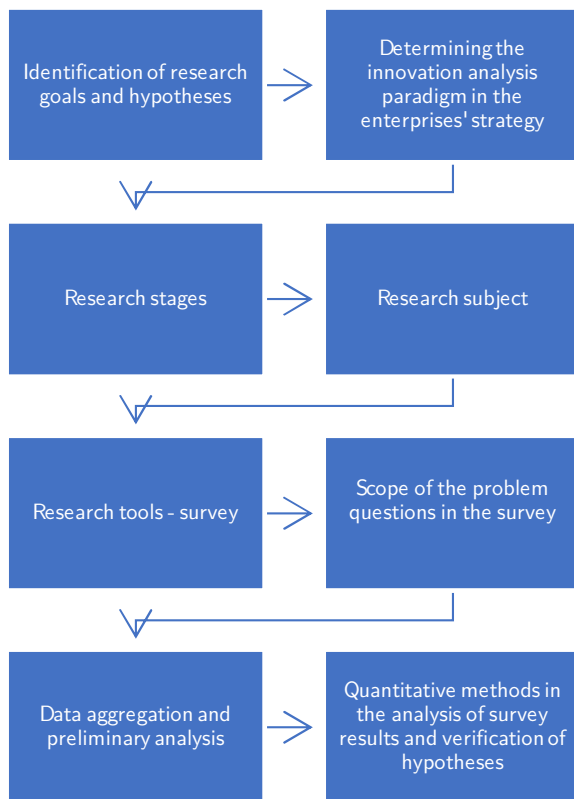 Identification of research
goals and hypotheses
Determining the
innovation analysis
paradigm in the
enterprises' strategy
Research stages
Research subject
Research tools - survey
Scope of the problem
questions in the survey
Data aggregation and
preliminary analysis
Quantitative methods in
the analysis of survey
results and verification of
hypotheses